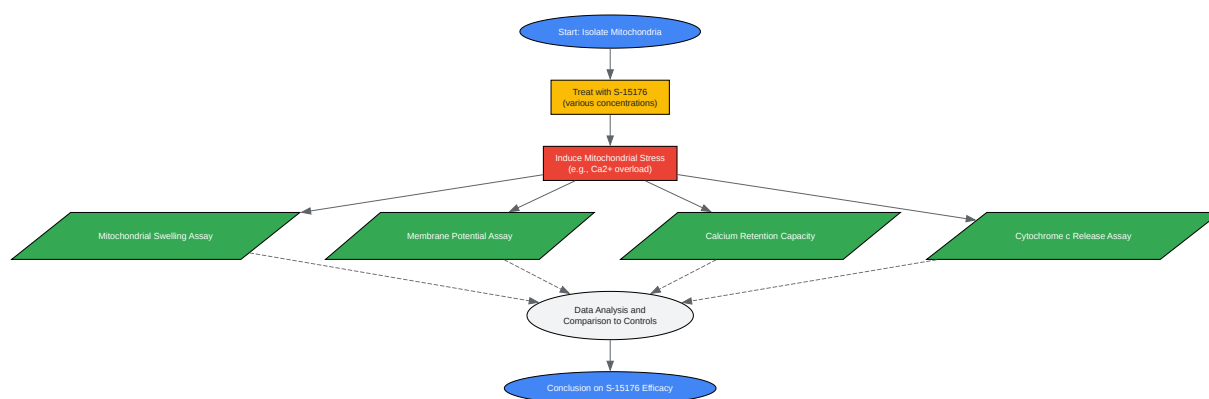 Start: Isolate Mitochondria
Treat with S-15176
(various concentrations)
Induce Mitochondrial Stress
(e.g., Ca2+ overload)
Mitochondrial Swelling Assay
Membrane Potential Assay
Calcium Retention Capacity
Cytochrome c Release Assay
Data Analysis and
Comparison to Controls
Conclusion on S-15176 Efficacy